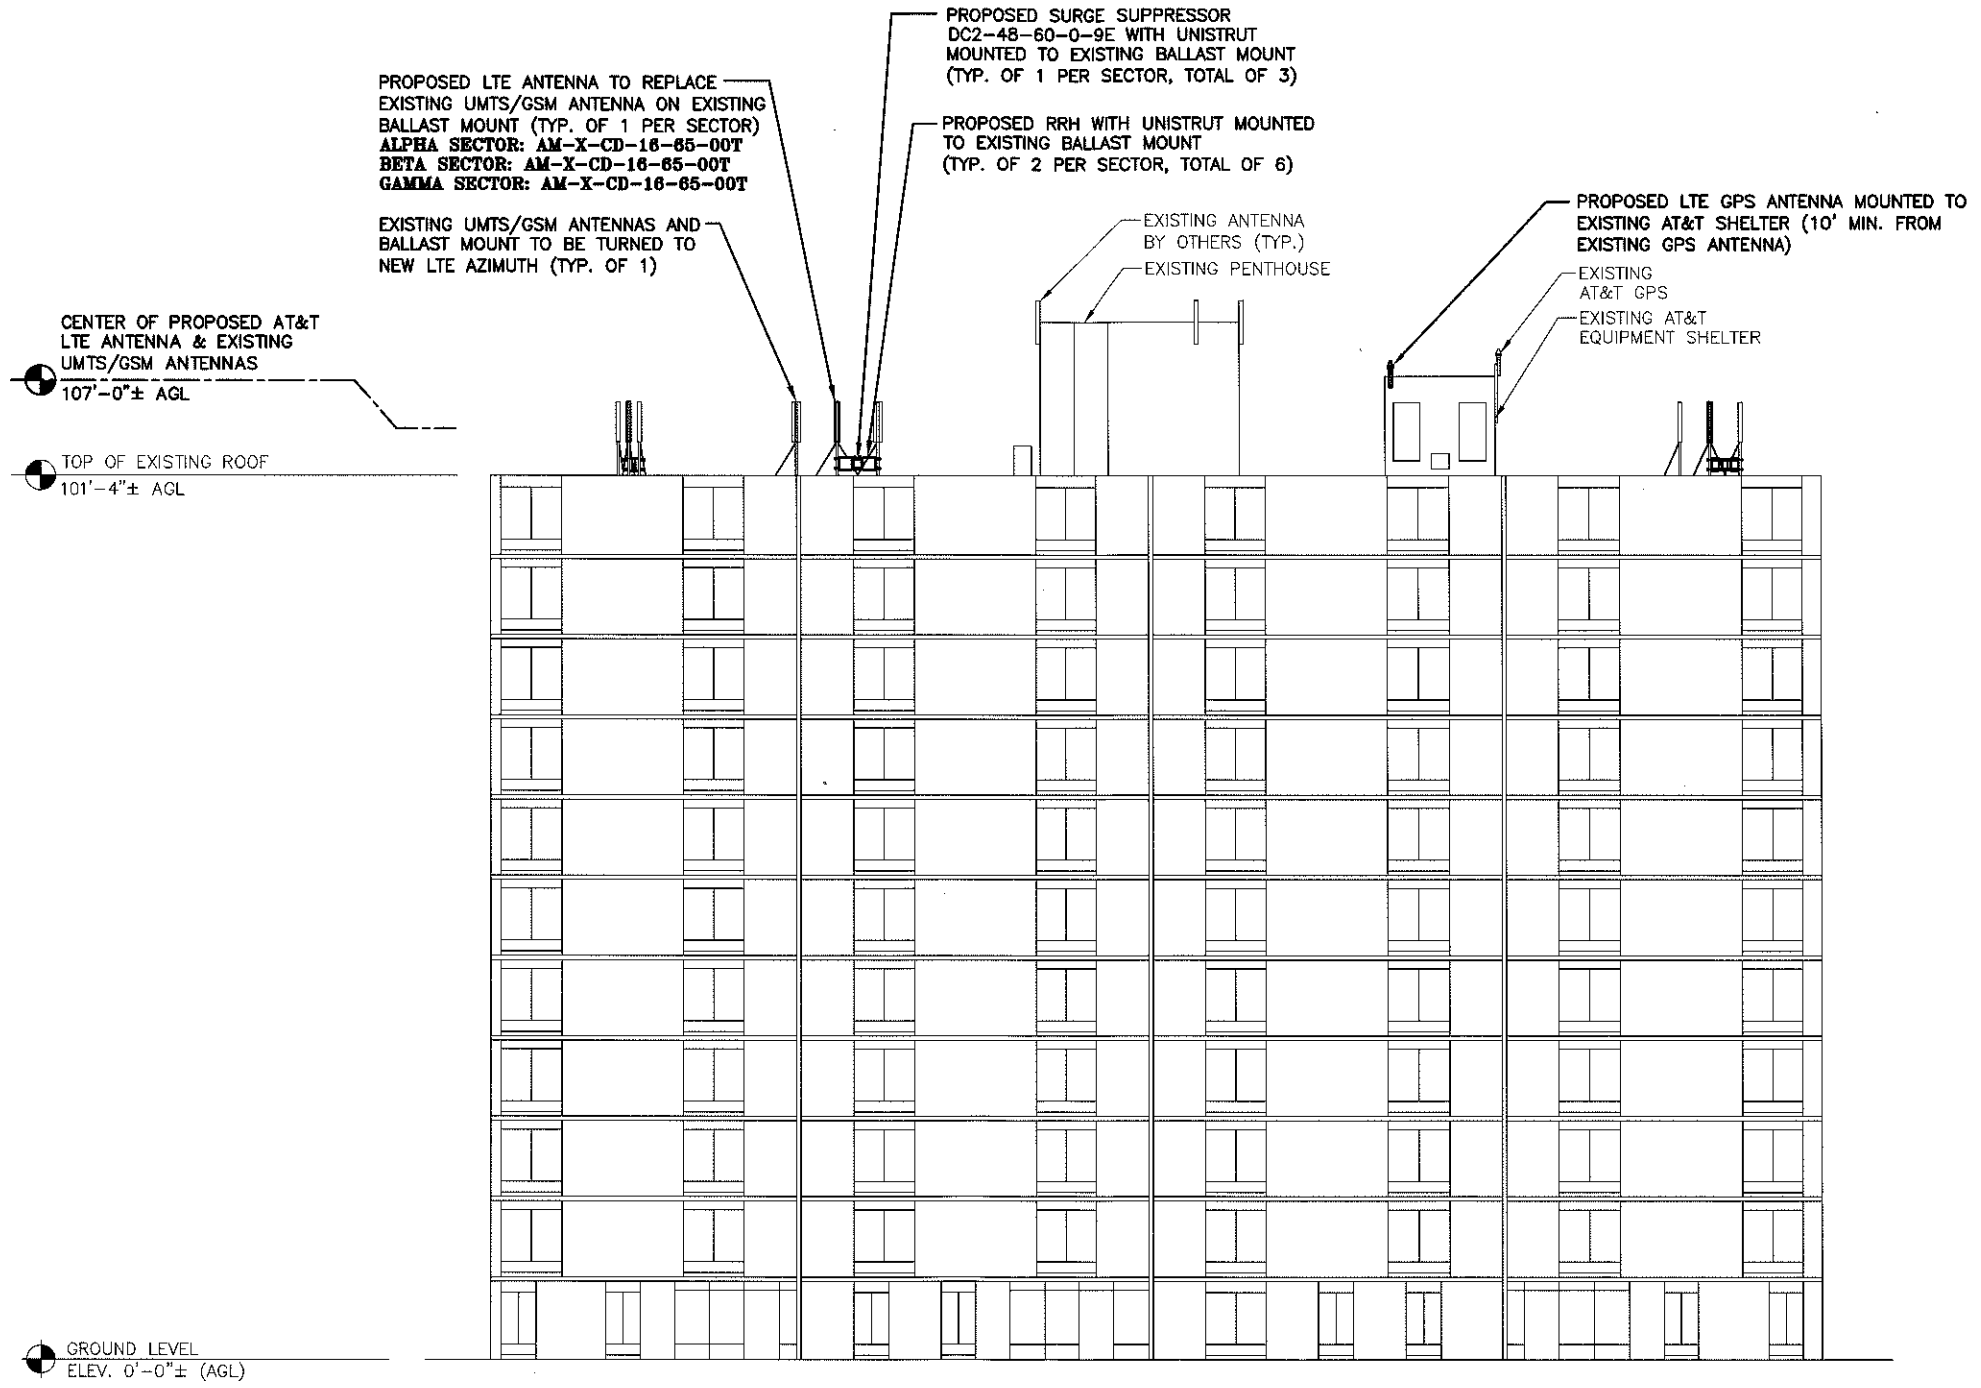 PROPOSED SURGE SUPPRESSOR
DC2-48-60-0-9E WITH UNISTRUT
MOUNTED TO EXISTING BALLAST MOUNT
(TYP. OF 1 PER SECTOR, TOTAL OF 3)
PROPOSED LTE ANTENNA TO REPLACE
EXISTING UMTS/GSM ANTENNA ON EXISTING
BALLAST MOUNT (TYP. OF 1 PER SECTOR)
ALPHA SECTOR: AM-X-CD-16-65-00T
BETA SECTOR: AM-X-CD-16-65-00T
GAMMA SECTOR: AM-X-CD-16-65-00T
PROPOSED RRH WITH UNISTRUT MOUNTED
TO EXISTING BALLAST MOUNT
(TYP. OF 2 PER SECTOR, TOTAL OF 6)
EXISTING UMTS/GSM ANTENNAS AND
BALLAST MOUNT TO BE TURNED TO
NEW LTE AZIMUTH (TYP. OF 1)
EXISTING ANTENNA
BY OTHERS (TYP.)
EXISTING PENTHOUSE
PROPOSED LTE GPS ANTENNA MOUNTED TO
EXISTING AT&T SHELTER (10' MIN. FROM
EXISTING GPS ANTENNA)
EXISTING
AT&T GPS
EXISTING AT&T
EQUIPMENT SHELTER
CENTER OF PROPOSED AT&T
LTE ANTENNA & EXISTING
UMTS/GSM ANTENNAS
107'-0"± AGL
TOP OF EXISTING ROOF
101'-4"± AGL
GROUND LEVEL
ELEV. 0'-0"± (AGL)